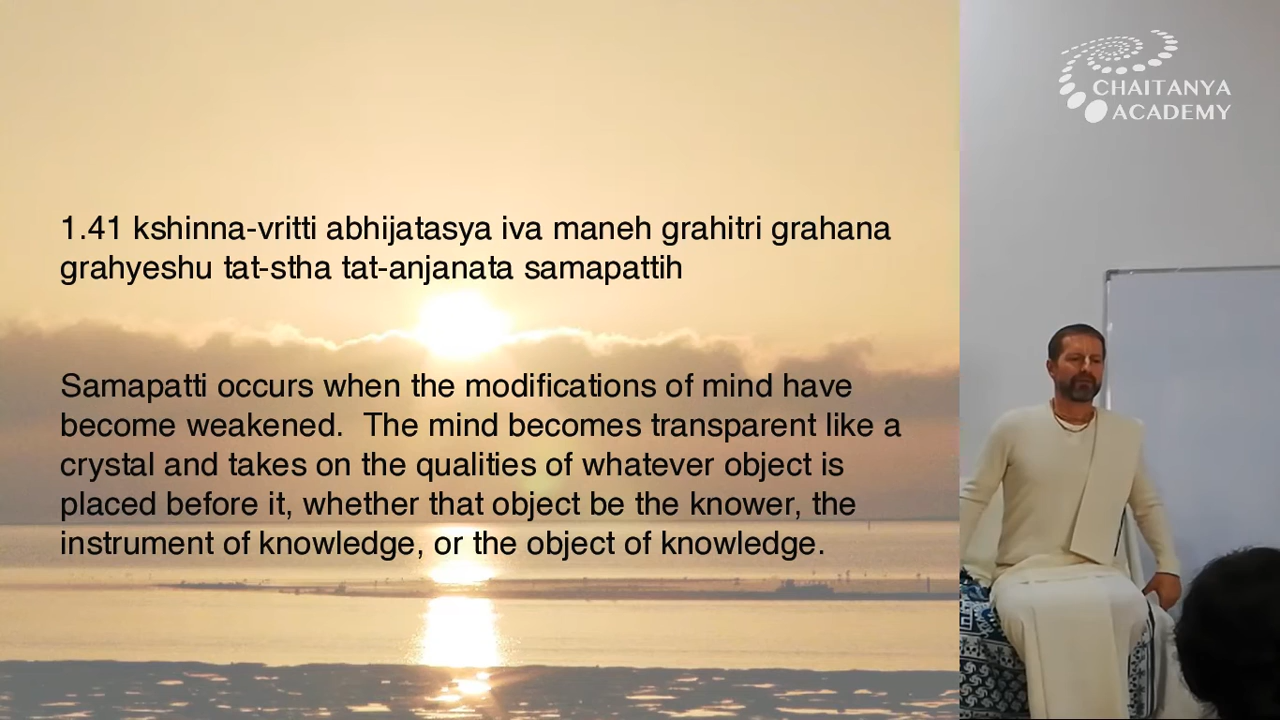 CHAITANYA
ACADEMY
1.41 kshinna-vritti abhijatasya iva maneh grahitri grahana
grahyeshu tat-stha tat-anjanata samapattih
Samapatti occurs when the modifications of mind have
become weakened.  The mind becomes transparent like a
crystal and takes on the qualities of whatever object is
placed before it, whether that object be the knower, the
instrument of knowledge, or the object of knowledge.